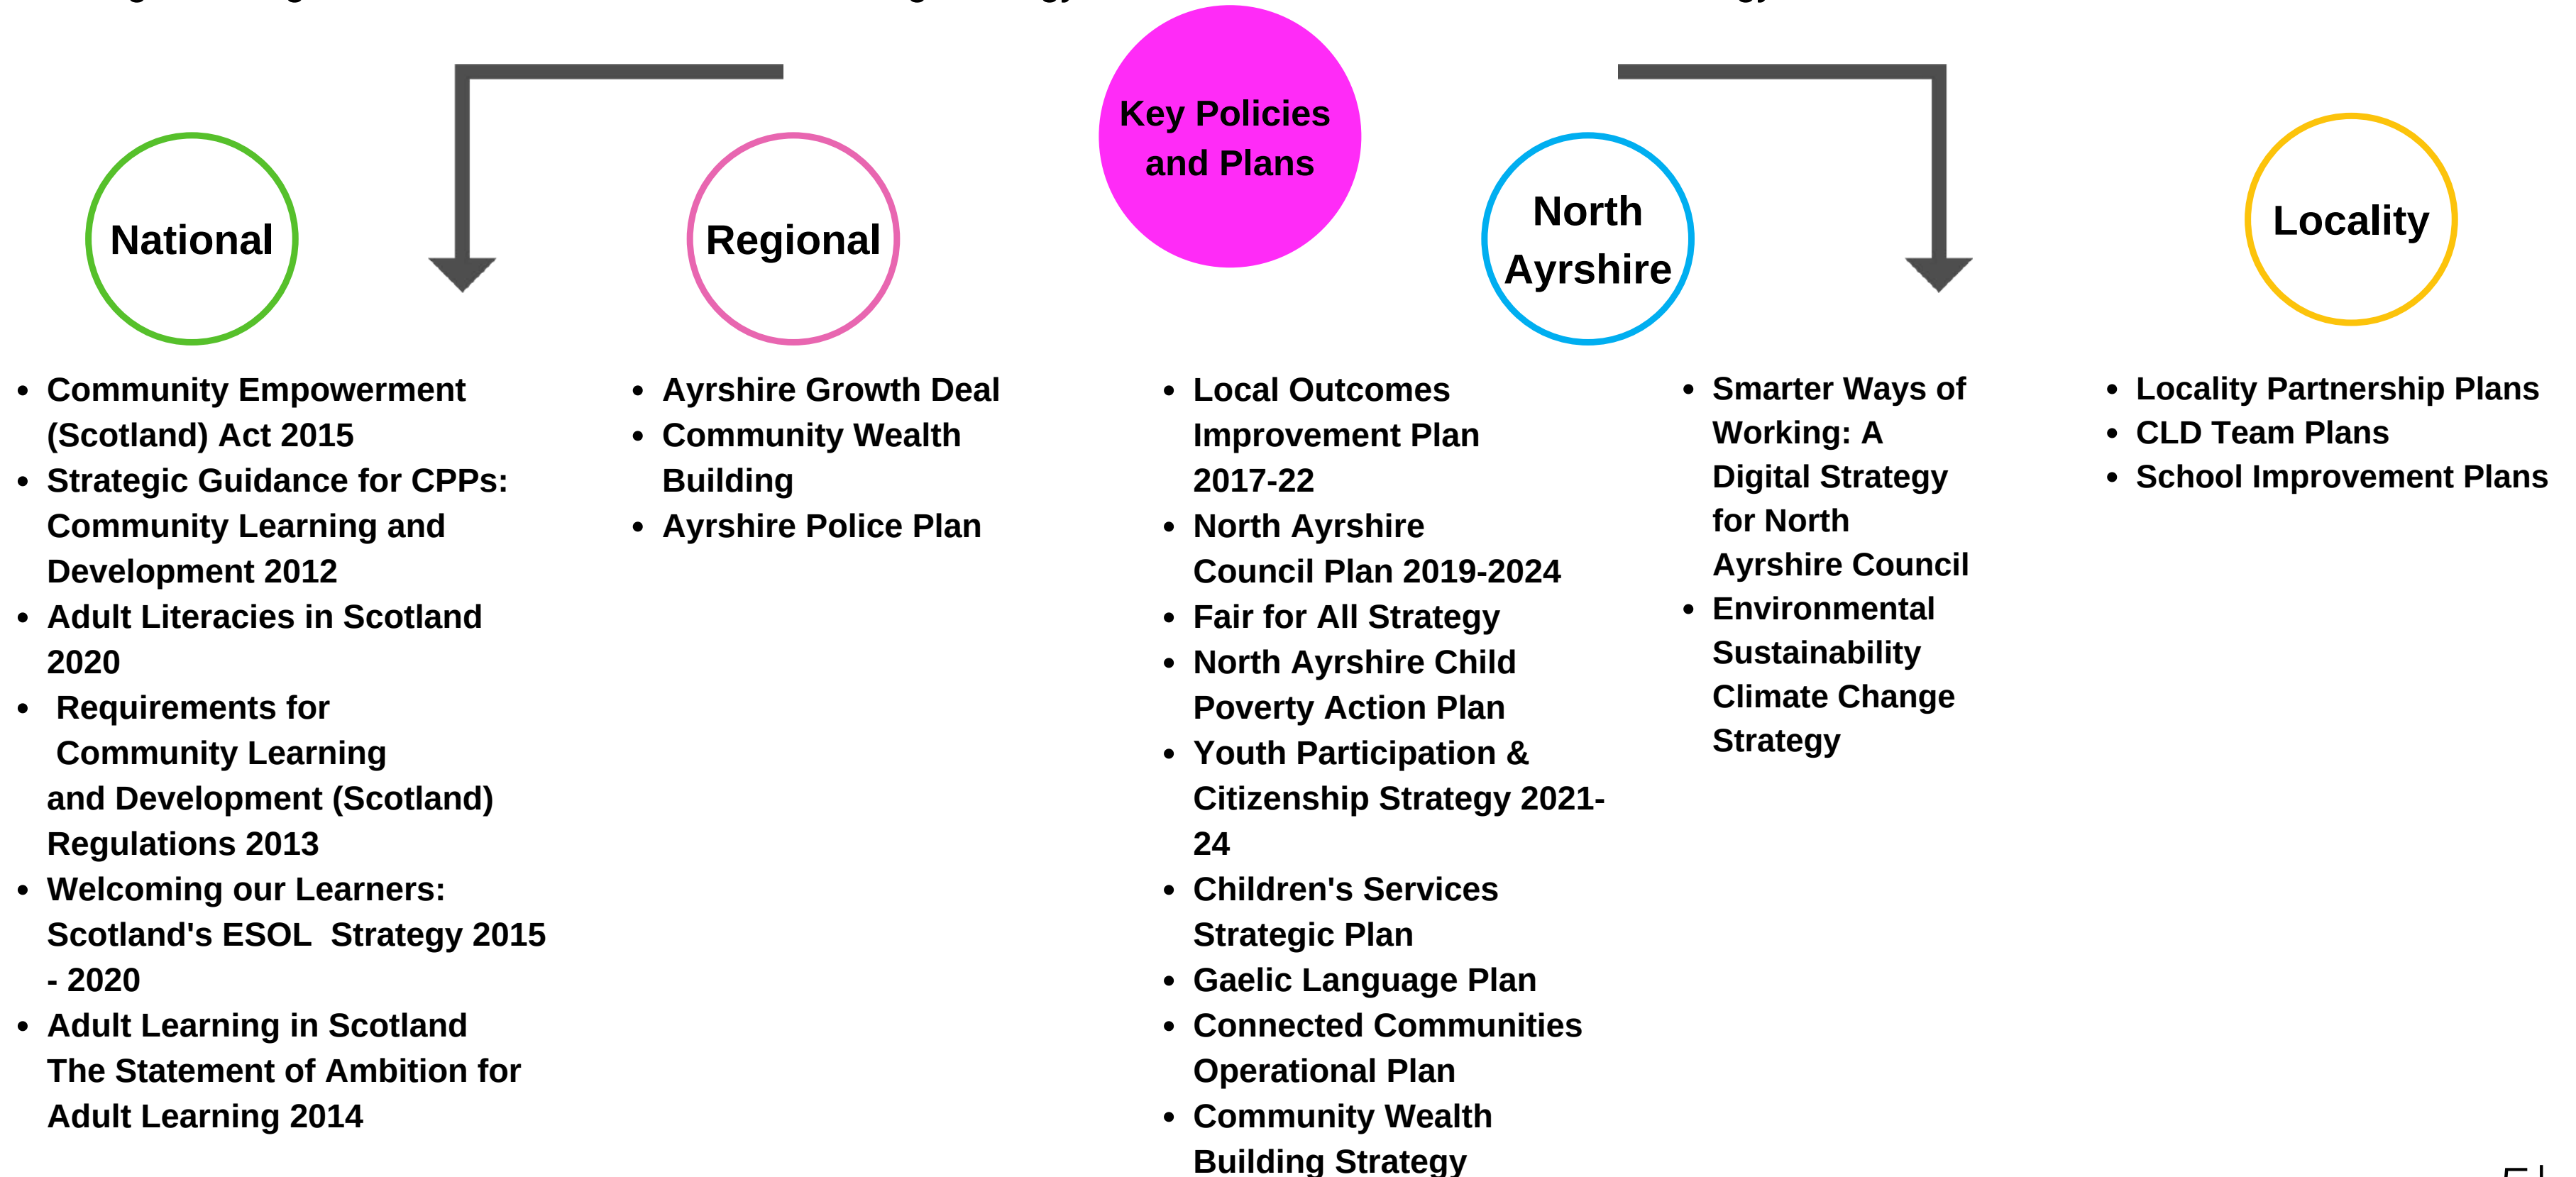 Key Policies
and Plans
National
Regional
North
Ayrshire
Locality
• Community Empowerment
(Scotland) Act 2015
• Strategic Guidance for CPPs:
Community Learning and
Development 2012
• Adult Literacies in Scotland
2020
• Requirements for
Community Learning
and Development (Scotland)
Regulations 2013
• Welcoming our Learners:
Scotland's ESOL  Strategy 2015
- 2020
• Adult Learning in Scotland
The Statement of Ambition for
Adult Learning 2014
• Ayrshire Growth Deal
• Community Wealth
Building
• Ayrshire Police Plan
• Local Outcomes
Improvement Plan
2017-22
• North Ayrshire
Council Plan 2019-2024
• Fair for All Strategy
• North Ayrshire Child
Poverty Action Plan
• Youth Participation &
Citizenship Strategy 2021-
24
• Children's Services
Strategic Plan
• Gaelic Language Plan
• Connected Communities
Operational Plan
• Community Wealth
Building Strategy
• Smarter Ways of
Working: A
Digital Strategy
for North
Ayrshire Council
• Environmental
Sustainability
Climate Change
Strategy
• Locality Partnership Plans
• CLD Team Plans
• School Improvement Plans